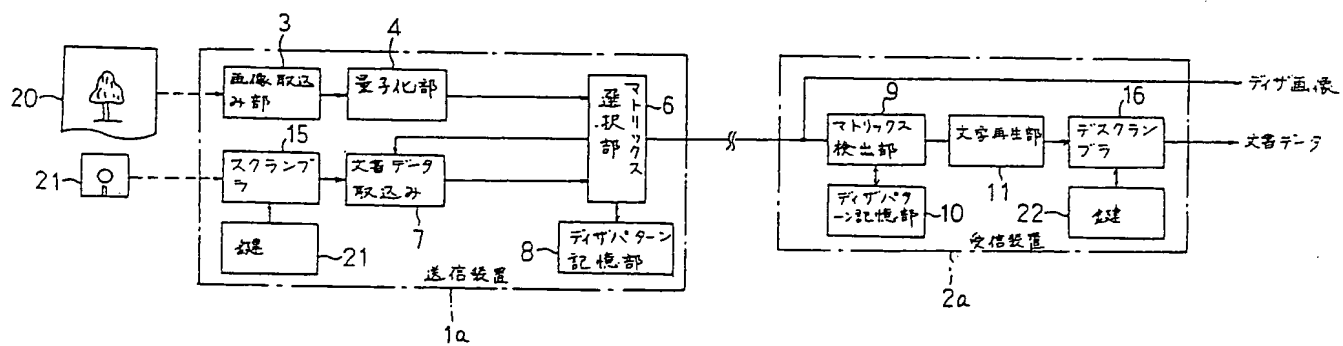 3
画像取込
み部
4
量子化部
マトリックス
選択部
6
20
15
スクランブ
ラ
文書データ
取込み
7
21
鍵
21
8
ディザパターン
記憶部
送信装置
1a
ディザ画像
9
マトリックス
検出部
文字再生部
11
16
デスクラン
ブラ
文書データ
ディザパタ
ーン記憶部
10
22
鍵
受信装置
2a